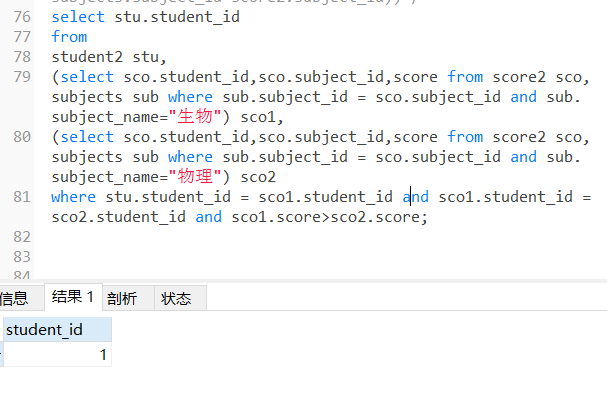 76 select stu.student_id
77 from
78 student2 stu,
79 (select sco.student_id,sco.subject_id,score from score2 sco,
subjects sub where sub.subject_id = sco.subject_id and sub.
subject_name="生物") sco1,
80 (select sco.student_id,sco.subject_id,score from score2 sco,
subjects sub where sub.subject_id = sco.subject_id and sub.
subject_name="物理") sco2
81 where stu.student_id = sco1.student_id and sco1.student_id =
sco2.student_id and sco1.score>sco2.score;
82
83
84
信息 结果 1 剖析 状态
student_id
1